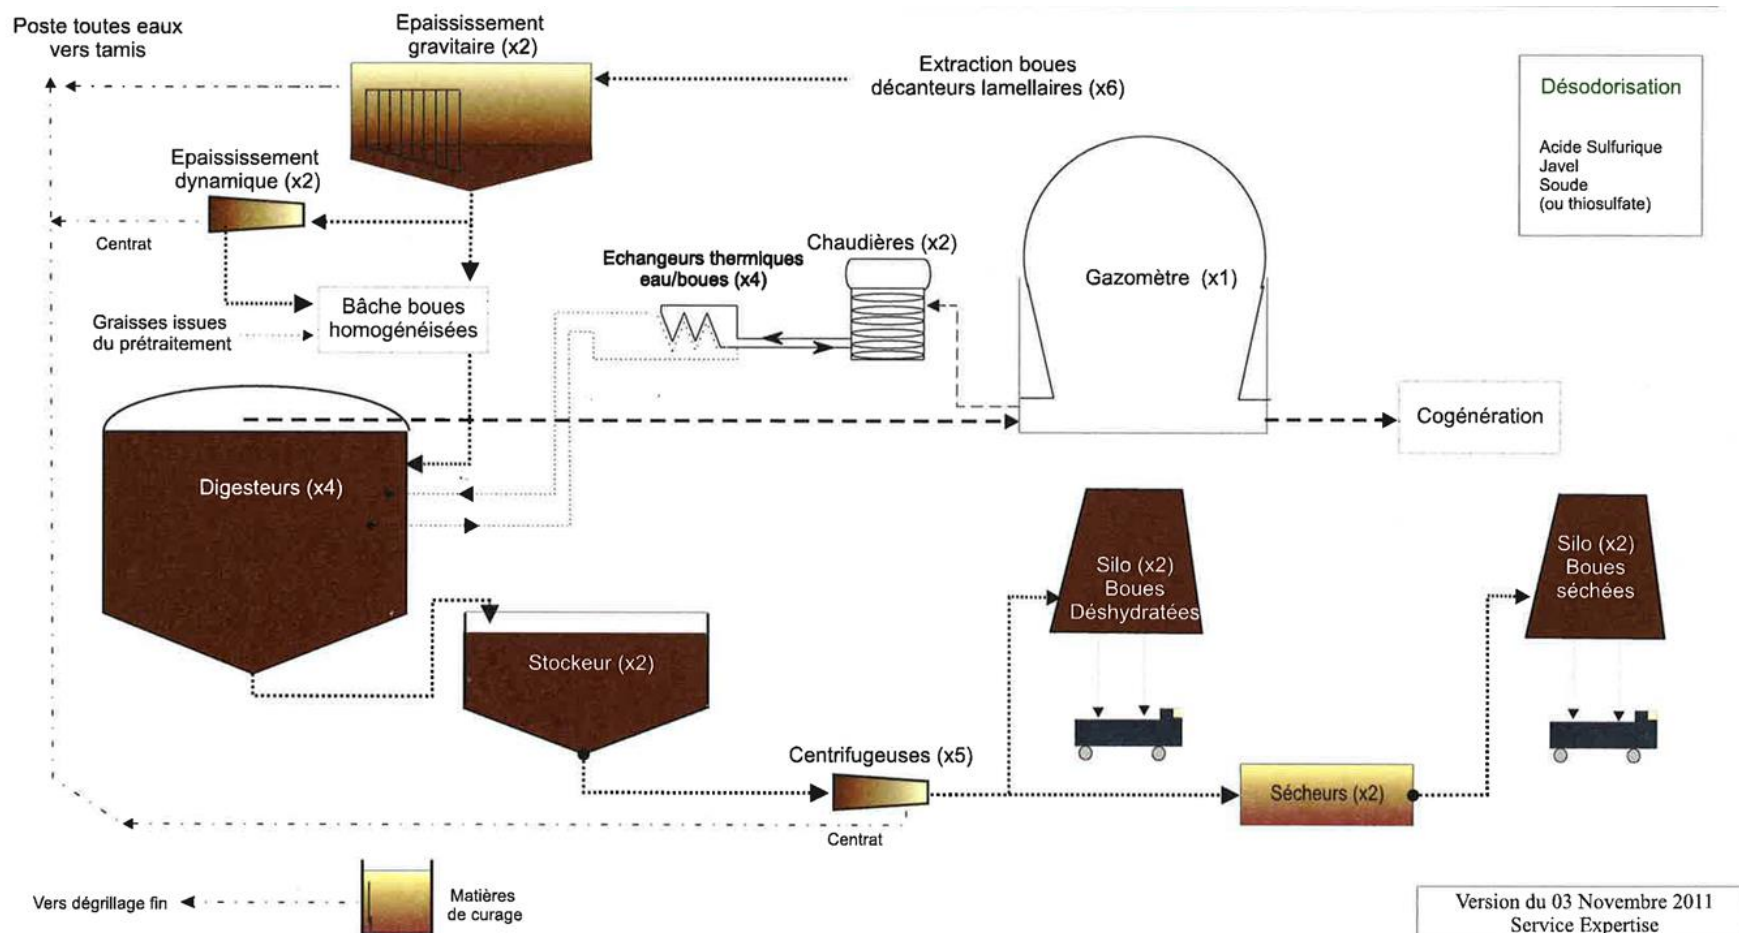 Poste toutes eaux
vers tamis
Epaississement
gravitaire (x2)
Extraction boues
décanteurs lamellaires (x6)
Désodorisation
Acide Sulfurique
Javel
Soude
(ou thiosulfate)
Epaississement
dynamique (x2)
Centrat
Echangeurs thermiques
eau/boues (x4)
Chaudières (x2)
Gazomètre (x1)
Bâche boues
homogénéisées
Graisses issues
du prétraitement
Cogénération
Digesteurs (x4)
Silo (x2)
Boues
Déshydratées
Silo (x2)
Boues
séchées
Stockeur (x2)
Centrifugeuses (x5)
Sécheurs (x2)
Centrat
Vers dégrillage fin
Matières
de curage
Version du 03 Novembre 2011
Service Expertise